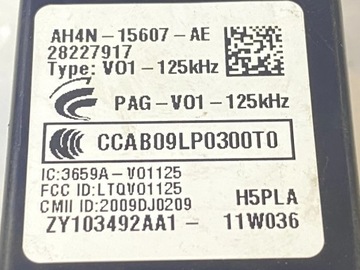 AH4N-15607-AE
28227917
Type: V01-125kHz
PAG-V01-125kHz
CCAB09LP0300T0
IC:3659A-V01125
FCC ID:LTQV01125
CMII ID:2009DJ0209
H5PLA
ZY103492AA1- 11W036